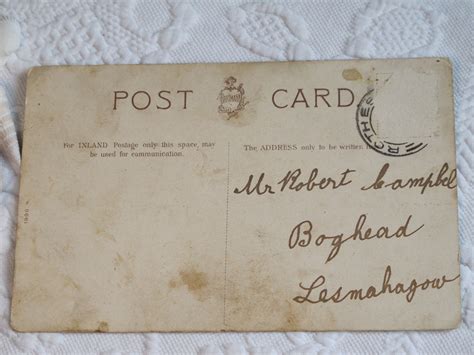 POST CARD
For INLAND Postage only this space may
be used for communication.
The ADDRESS only to be written
Mr Robert Campbel
Boghead
Lesmahagow